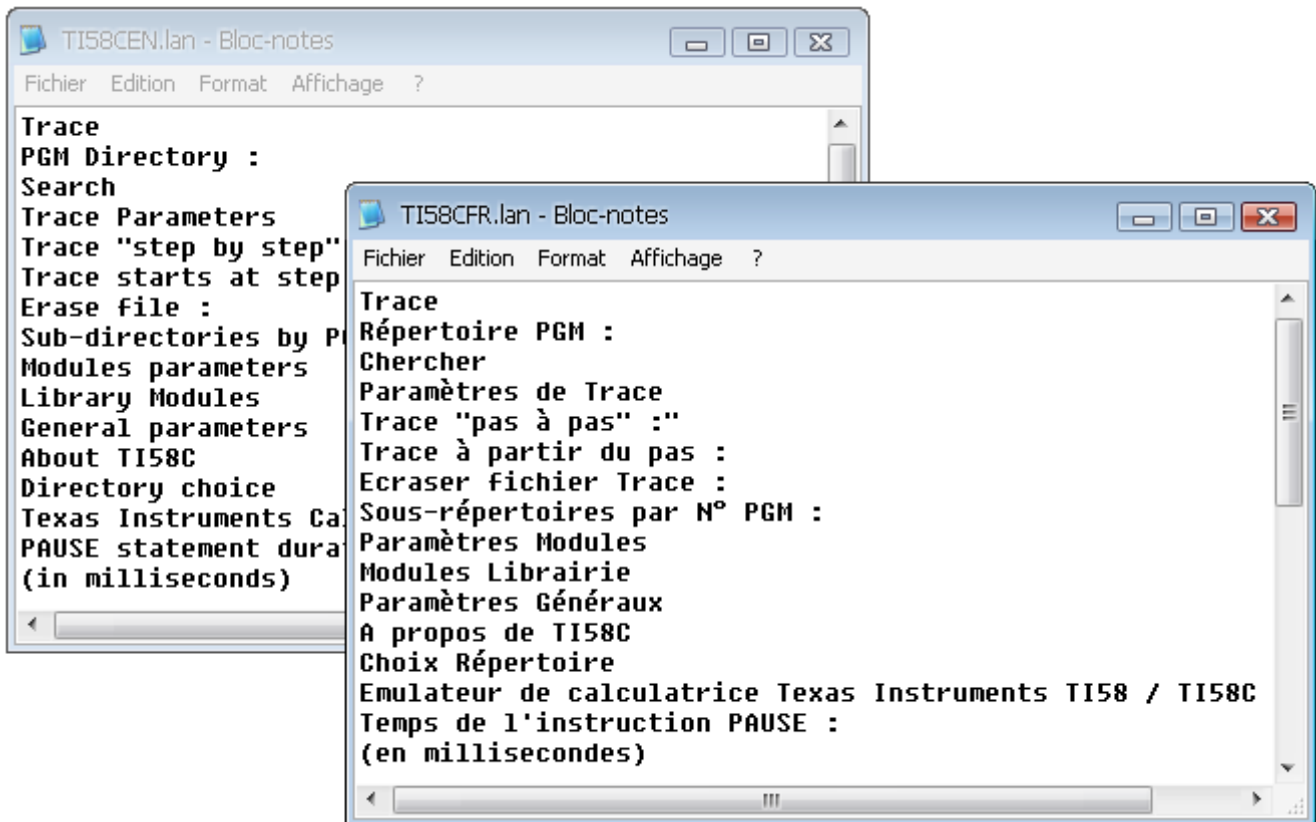 TI58CEN.lan - Bloc-notes
Fichier Edition Format Affichage ?
Trace
PGM Directory :
Search
Trace Parameters
Trace "step by step"
Trace starts at step
Erase file :
Sub-directories by
Modules parameters
Library Modules
General parameters
About TI58C
Directory choice
Texas Instruments
PAUSE statement
(in milliseconds)
TI58CFR.lan - Bloc-notes
Fichier Edition Format Affichage ?
Trace
Répertoire PGM :
Chercher
Paramètres de Trace
Trace "pas à pas" :"
Trace à partir du pas :
Ecraser fichier Trace :
Sous-répertoires par N° PGM :
Paramètres Modules
Modules Librairie
Paramètres Généraux
A propos de TI58C
Choix Répertoire
Emulateur de calculatrice Texas Instruments TI58 / TI58C
Temps de l'instruction PAUSE :
(en millisecondes)